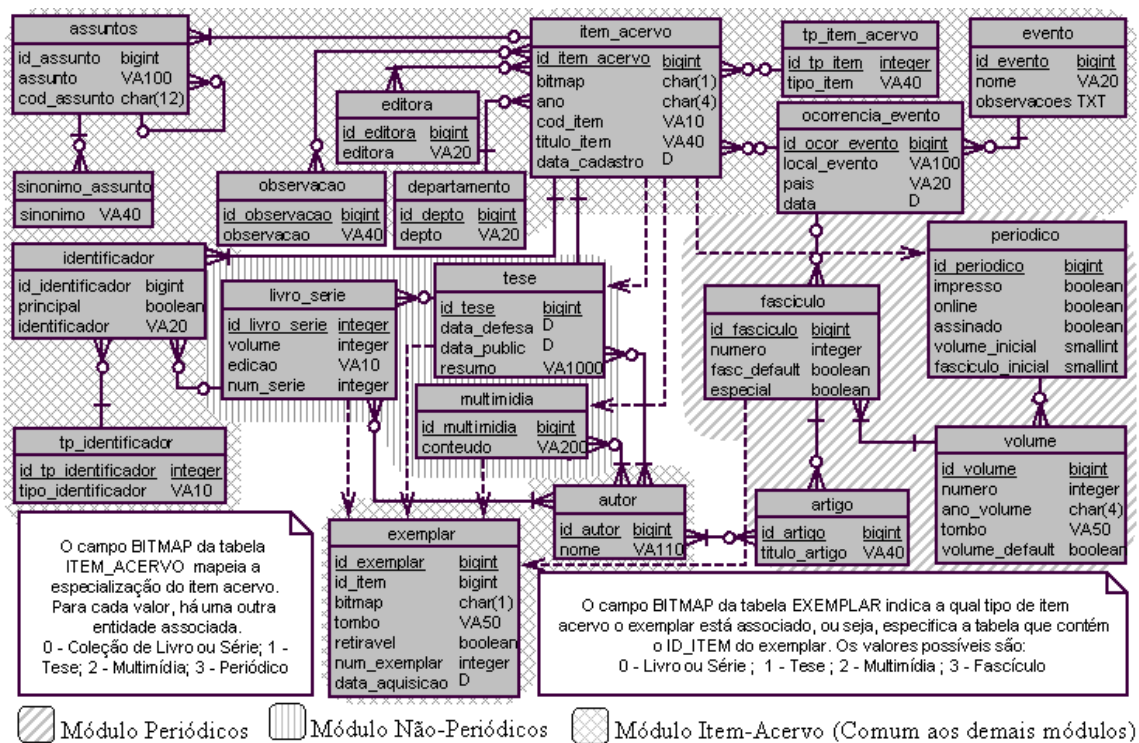 assuntos
id_assunto bigint
assunto VA100
cod_assunto char(12)
sinonimo_assunto
sinonimo VA40
item_acervo
id_item_acervo bigint
bitmap char(1)
ano char(4)
cod_item VA10
titulo_item VA40
data_cadastro D
tp_item_acervo
id_tp_item integer
tipo_item VA40
evento
id_evento bigint
nome VA20
observacoes TXT
editora
id_editora bigint
editora VA20
observacao
id_observacao bigint
observacao VA40
departamento
id_depto bigint
depto VA20
ocorrencia_evento
id_ocor_evento bigint
local_evento VA100
pais VA20
data D
identificador
id_identificador bigint
principal boolean
identificador VA20
livro_serie
id_livro_serie integer
volume integer
edicao VA10
num_serie integer
tese
id_tese bigint
data_defesa D
data_public D
resumo VA1000
fasciculo
id_fasciculo bigint
numero integer
fasc_default boolean
especial boolean
periodico
id_periodico bigint
impresso boolean
online boolean
assinado boolean
volume_inicial smallint
fasciculo_inicial smallint
multimidia
id_multimidia bigint
conteudo VA200
tp_identificador
id_tp_identificador integer
tipo_identificador VA10
autor
id_autor bigint
nome VA110
artigo
id_artigo bigint
titulo_artigo VA40
volume
id_volume bigint
numero integer
ano_volume char(4)
tombo VA50
volume_default boolean
exemplar
id_exemplar bigint
id_item bigint
bitmap char(1)
tombo VA50
retiravel boolean
num_exemplar integer
data_aquisicao D
O campo BITMAP da tabela
ITEM_ACERVO mapeia a
especialização do item acervo.
Para cada valor, há uma outra
entidade associada.
0 - Coleção de Livro ou Série; 1 -
Tese; 2 - Multimídia; 3 - Periódico
O campo BITMAP da tabela EXEMPLAR indica a qual tipo de item
acervo o exemplar está associado, ou seja, especifica a tabela que contém
o ID_ITEM do exemplar. Os valores possíveis são:
0 - Livro ou Série ; 1 - Tese ; 2 - Multimídia ; 3 - Fascículo
Módulo Periódicos
Módulo Não-Periódicos
Módulo Item-Acervo (Comum aos demais módulos)